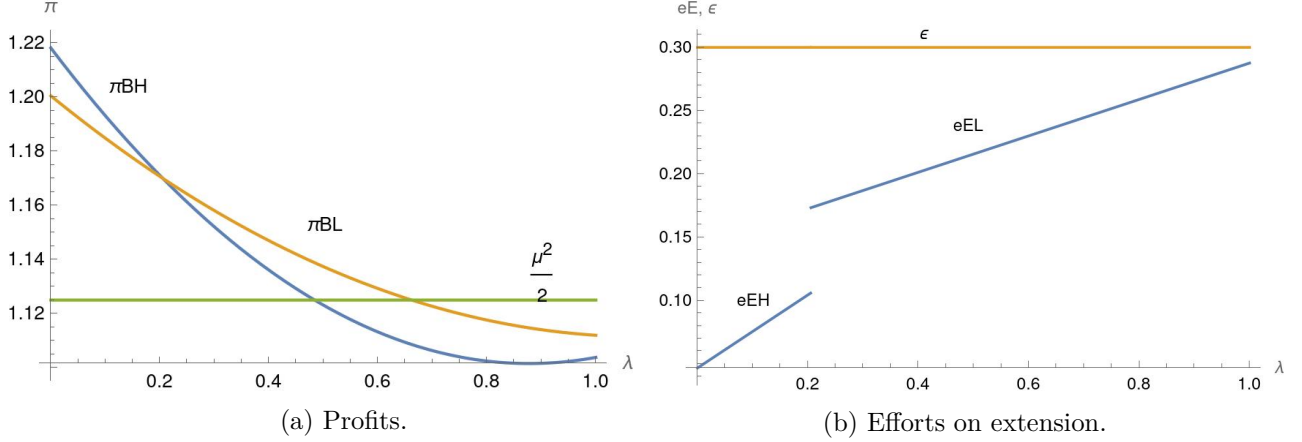 π
1.22
1.20
1.18
1.16
1.14
1.12
πBH
πBL
μ²
2
0.2
0.4
0.6
0.8
1.0
λ
(a) Profits.
eE, ϵ
0.30
0.25
0.20
0.15
0.10
ϵ
eEL
eEH
0.2
0.4
0.6
0.8
1.0
λ
(b) Efforts on extension.